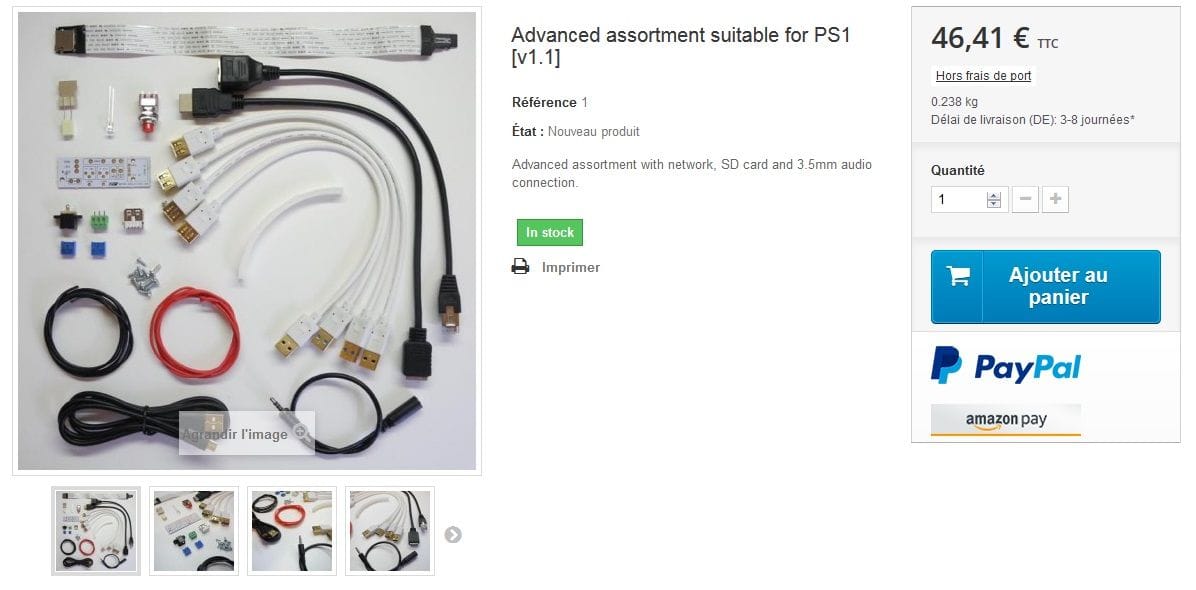 Advanced assortment suitable for PS1
[v1.1]
Référence 1
État : Nouveau produit
Advanced assortment with network, SD card and 3.5mm audio
connection.
In stock
Imprimer
Agrandir l'image
46,41 € TTC
Hors frais de port
0.238 kg
Délai de livraison (DE): 3-8 journées*
Quantité
1
Ajouter au
panier
PayPal
amazon pay